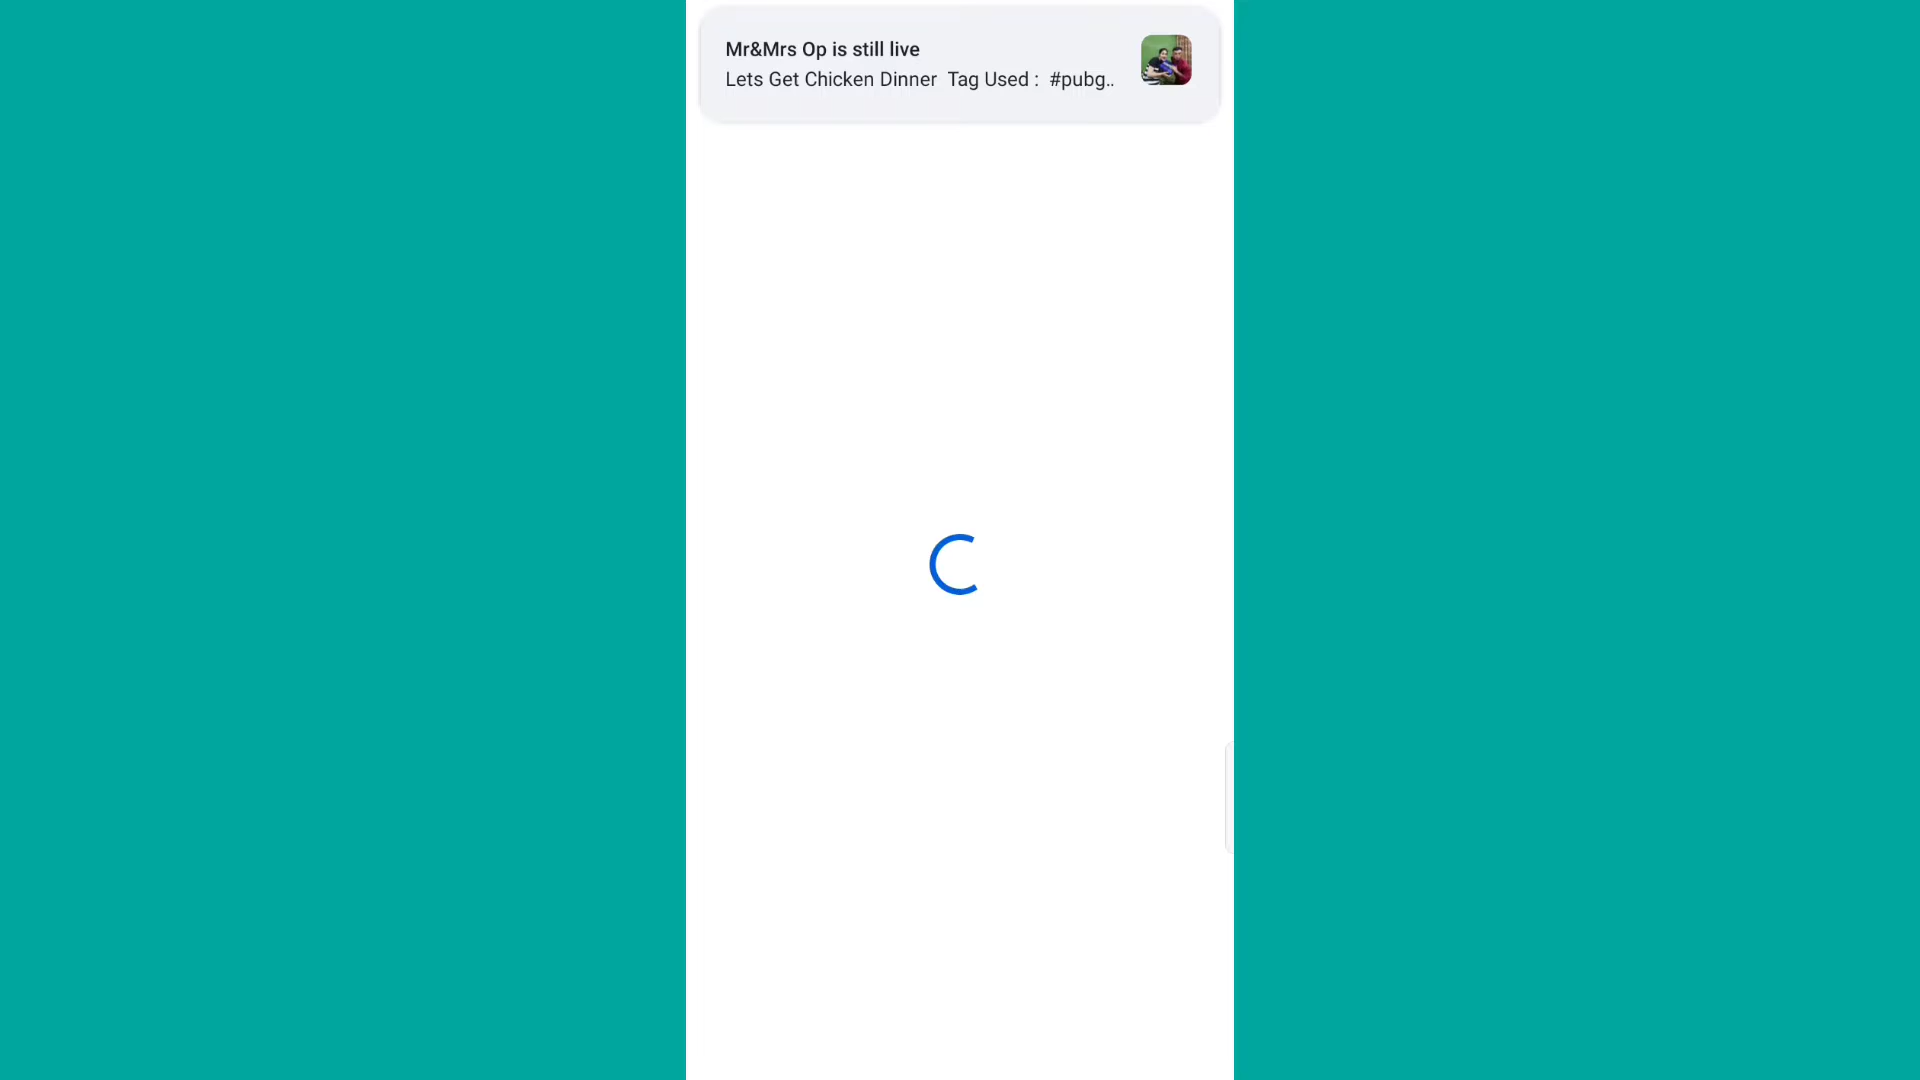 Mr&Mrs Op is still live
Lets Get Chicken Dinner Tag Used : #pubg..